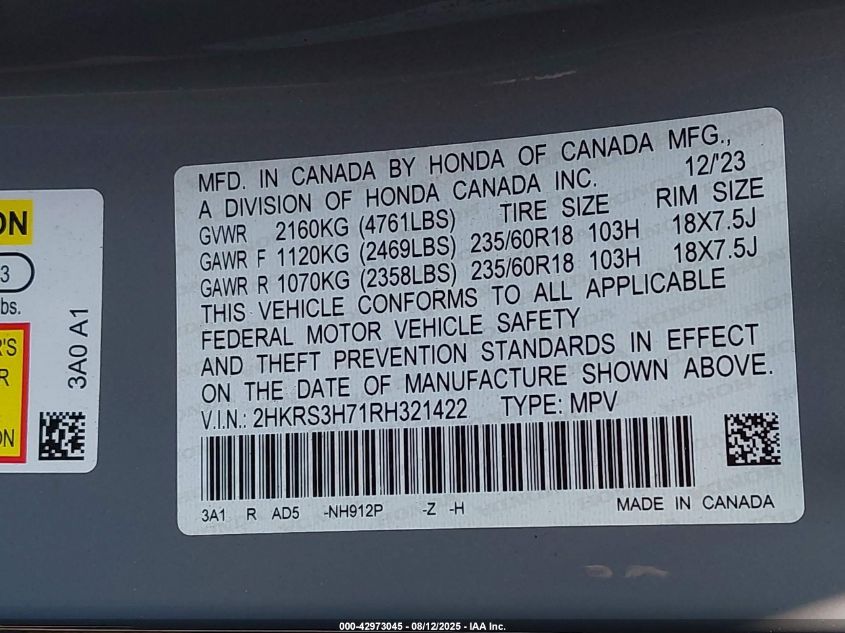 ON
3
bs.
R'S
R
ON
3A0 A1
MFD. IN CANADA BY HONDA OF CANADA MFG.,
A DIVISION OF HONDA CANADA INC. 12/'23
GVWR 2160KG (4761LBS) TIRE SIZE RIM SIZE
GAWR F 1120KG (2469LBS) 235/60R18 103H 18X7.5J
GAWR R 1070KG (2358LBS) 235/60R18 103H 18X7.5J
THIS VEHICLE CONFORMS TO ALL APPLICABLE
FEDERAL MOTOR VEHICLE SAFETY
AND THEFT PREVENTION STANDARDS IN EFFECT
ON THE DATE OF MANUFACTURE SHOWN ABOVE.
V.I.N.: 2HKRS3H71RH321422 TYPE: MPV
3A1 R AD5 -NH912P -Z -H MADE IN CANADA
000-42973045 - 08/12/2025 - IAA Inc.